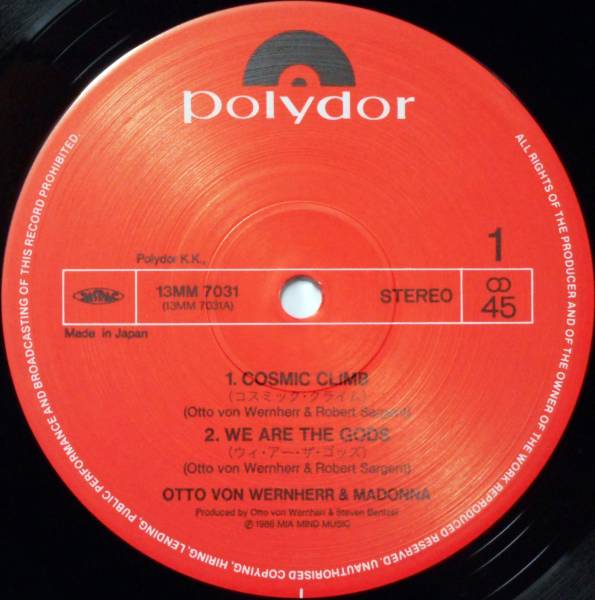 polydor
ALL RIGHTS OF THE PRODUCER AND OF THE OWNER OF THE WORK REPRODUCED RESERVED. UNAUTHORISED COPYING, HIRING, LENDING, PUBLIC PERFORMANCE AND BROADCASTING OF THIS RECORD PROHIBITED.
1
Polydor K.K.,
13MM 7031
(13MM 7031A)
STEREO
45
Made in Japan
1. COSMIC CLIMB
(コスミック・クライム)
(Otto von Wernherr & Robert Sargent)
2. WE ARE THE GODS
(ウィ・アー・ザ・ゴッズ)
(Otto von Wernherr & Robert Sargent)
OTTO VON WERNHERR & MADONNA
Produced by Otto von Wernherr & Steven Bentzel
℗ 1986 MIA MIND MUSIC